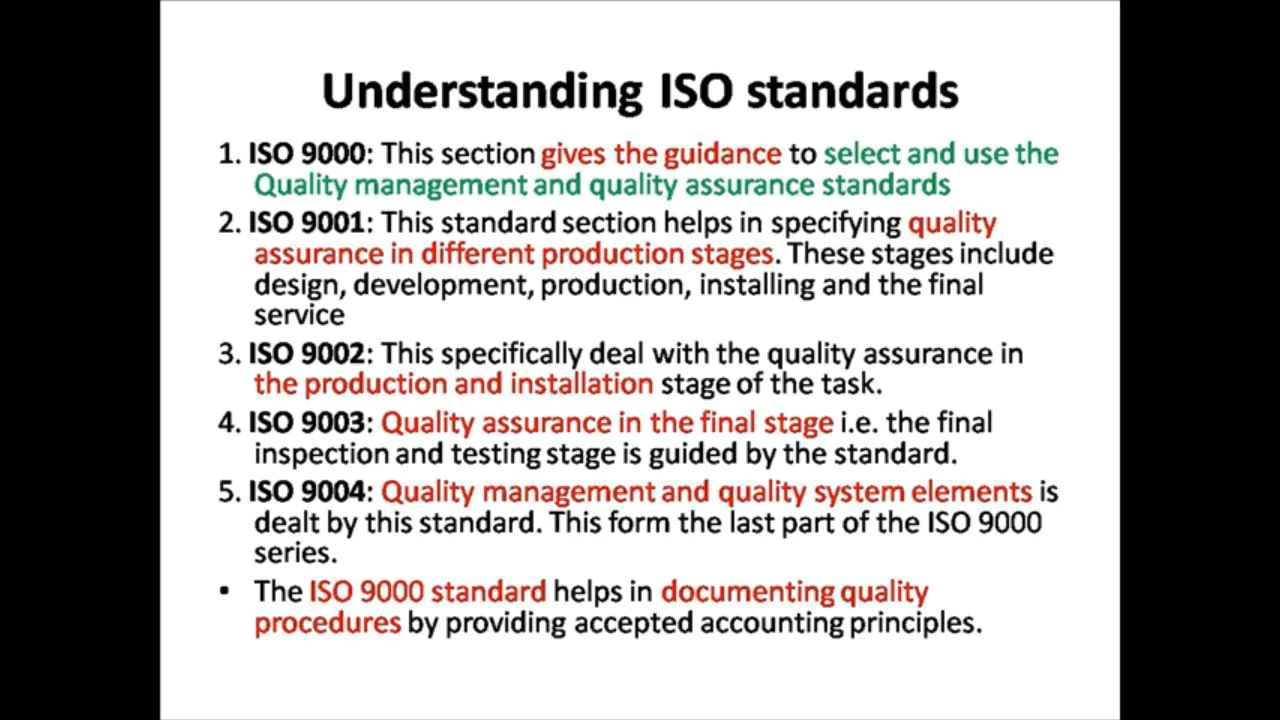 Understanding ISO standards
1. ISO 9000: This section gives the guidance to select and use the
Quality management and quality assurance standards
2. ISO 9001: This standard section helps in specifying quality
assurance in different production stages. These stages include
design, development, production, installing and the final
service
3. ISO 9002: This specifically deal with the quality assurance in
the production and installation stage of the task.
4. ISO 9003: Quality assurance in the final stage i.e. the final
inspection and testing stage is guided by the standard.
5. ISO 9004: Quality management and quality system elements is
dealt by this standard. This form the last part of the ISO 9000
series.
• The ISO 9000 standard helps in documenting quality
procedures by providing accepted accounting principles.